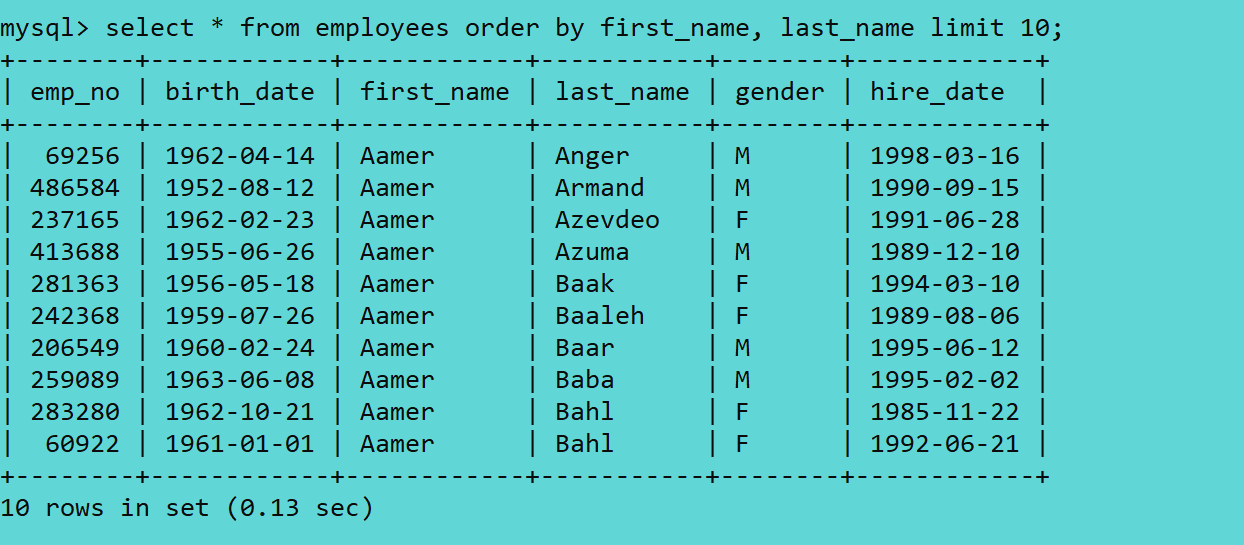 mysql> select * from employees order by first_name, last_name limit 10;
+--------+------------+------------+-----------+--------+------------+
| emp_no | birth_date | first_name | last_name | gender | hire_date  |
+--------+------------+------------+-----------+--------+------------+
|  69256 | 1962-04-14 | Aamer      | Anger     | M      | 1998-03-16 |
| 486584 | 1952-08-12 | Aamer      | Armand    | M      | 1990-09-15 |
| 237165 | 1962-02-23 | Aamer      | Azevdeo   | F      | 1991-06-28 |
| 413688 | 1955-06-26 | Aamer      | Azuma     | M      | 1989-12-10 |
| 281363 | 1956-05-18 | Aamer      | Baak      | F      | 1994-03-10 |
| 242368 | 1959-07-26 | Aamer      | Baaleh    | F      | 1989-08-06 |
| 206549 | 1960-02-24 | Aamer      | Baar      | M      | 1995-06-12 |
| 259089 | 1963-06-08 | Aamer      | Baba      | M      | 1995-02-02 |
| 283280 | 1962-10-21 | Aamer      | Bahl      | F      | 1985-11-22 |
|  60922 | 1961-01-01 | Aamer      | Bahl      | F      | 1992-06-21 |
+--------+------------+------------+-----------+--------+------------+
10 rows in set (0.13 sec)